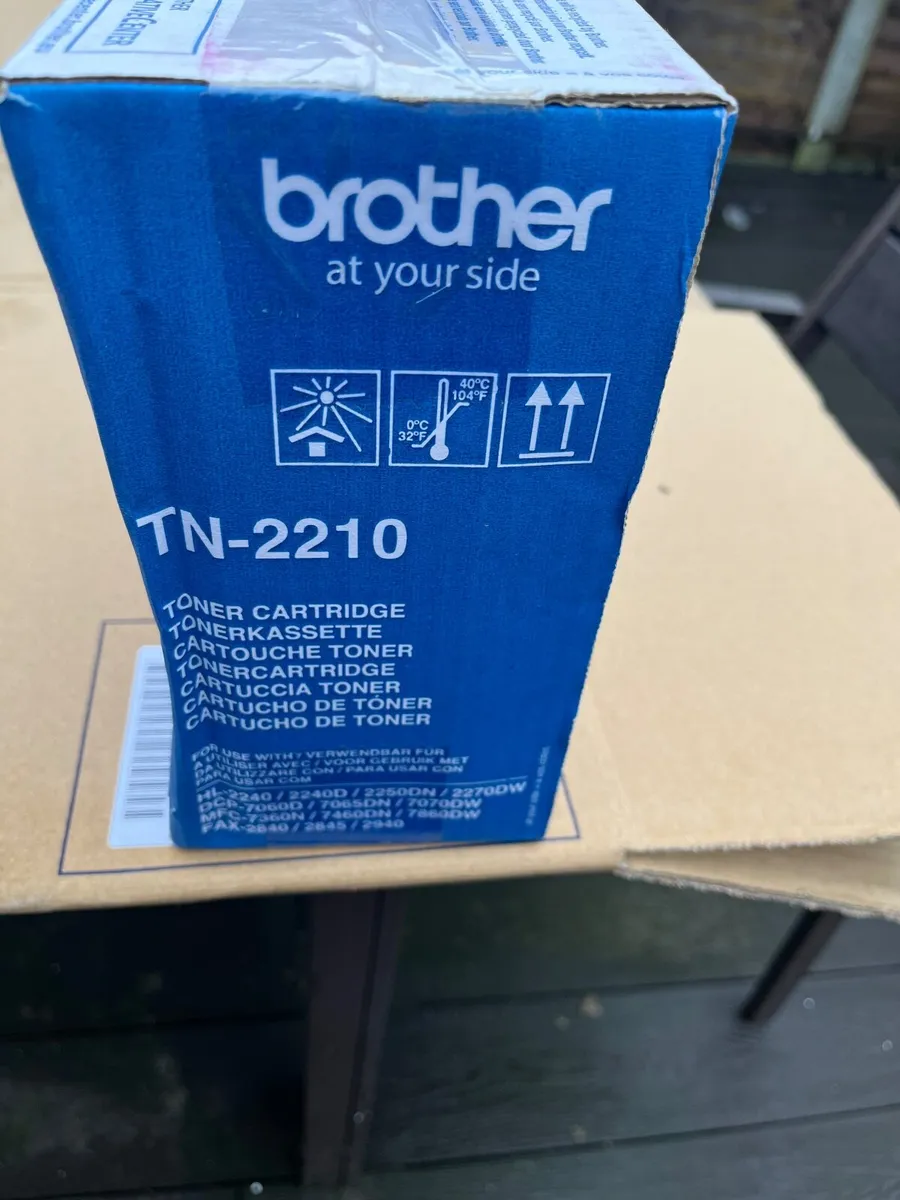 brother
at your side
40°C
104°F
0°C
32°F
TN-2210
TONER CARTRIDGE
TONERKASSETTE
CARTOUCHE TONER
TONERCARTRIDGE
CARTUCCIA TONER
CARTUCHO DE TÓNER
CARTUCHO DE TONER
FOR USE WITH / VERWENDBAR FÜR
À UTILISER AVEC / VOOR GEBRUIK MET
DA UTILIZZARE CON / PARA USAR CON
PARA USAR COM
HL-2240 / 2240D / 2250DN / 2270DW
DCP-7060D / 7065DN / 7070DW
MFC-7360N / 7460DN / 7860DW
FAX-2840 / 2845 / 2940